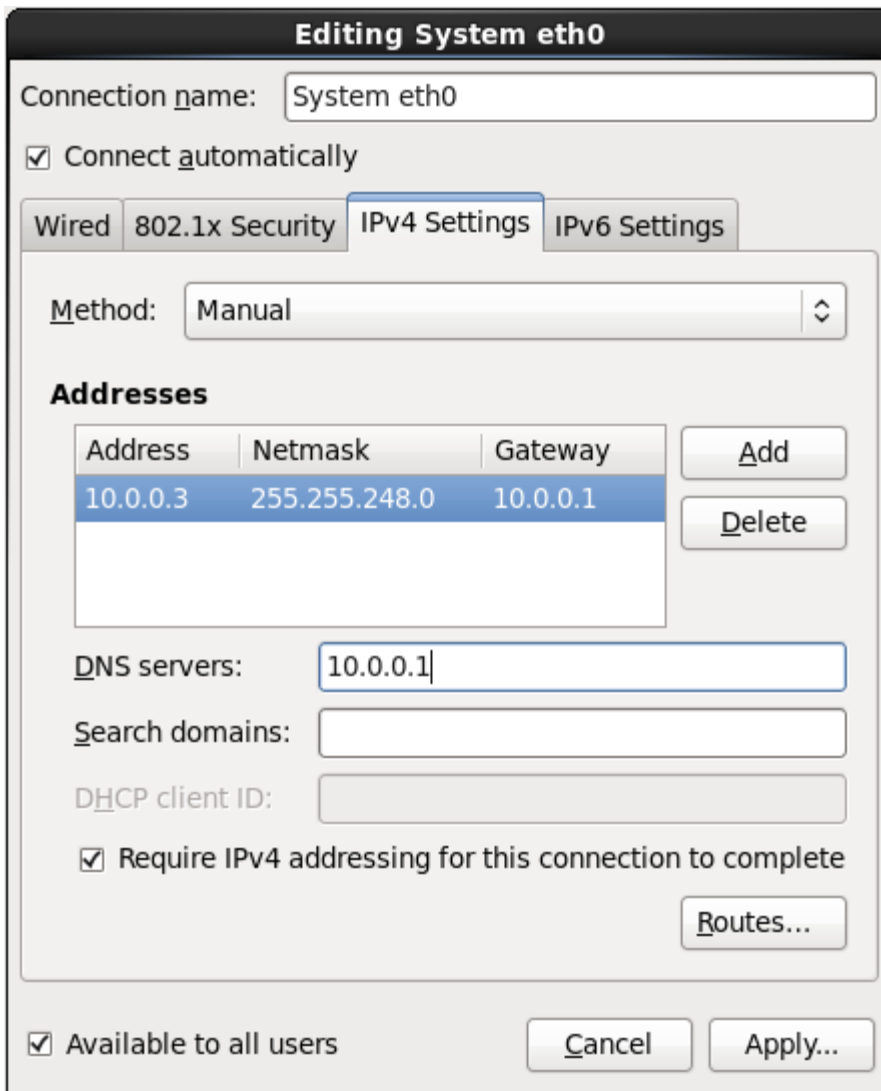 Editing System eth0
Connection name: System eth0
Connect automatically
Wired 802.1x Security IPv4 Settings IPv6 Settings
Method: Manual
Addresses
Address Netmask Gateway
Add
10.0.0.3 255.255.248.0 10.0.0.1
Delete
DNS servers: 10.0.0.1
Search domains:
DHCP client ID:
Require IPv4 addressing for this connection to complete
Routes...
Available to all users Cancel Apply...